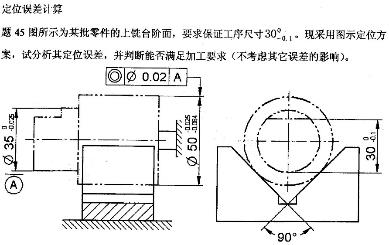 定位误差计算
题 45 图所示为某批零件的上铣台阶面，要求保证工序尺寸30 0 -0.1。现采用图示定位方
案，试分析其定位误差，并判断能否满足加工要求（不考虑其它误差的影响）。
◎ Ø 0.02 A
Ø 35 0 -0.025
A
Ø 50 -0.025
30 0 -0.1
90°